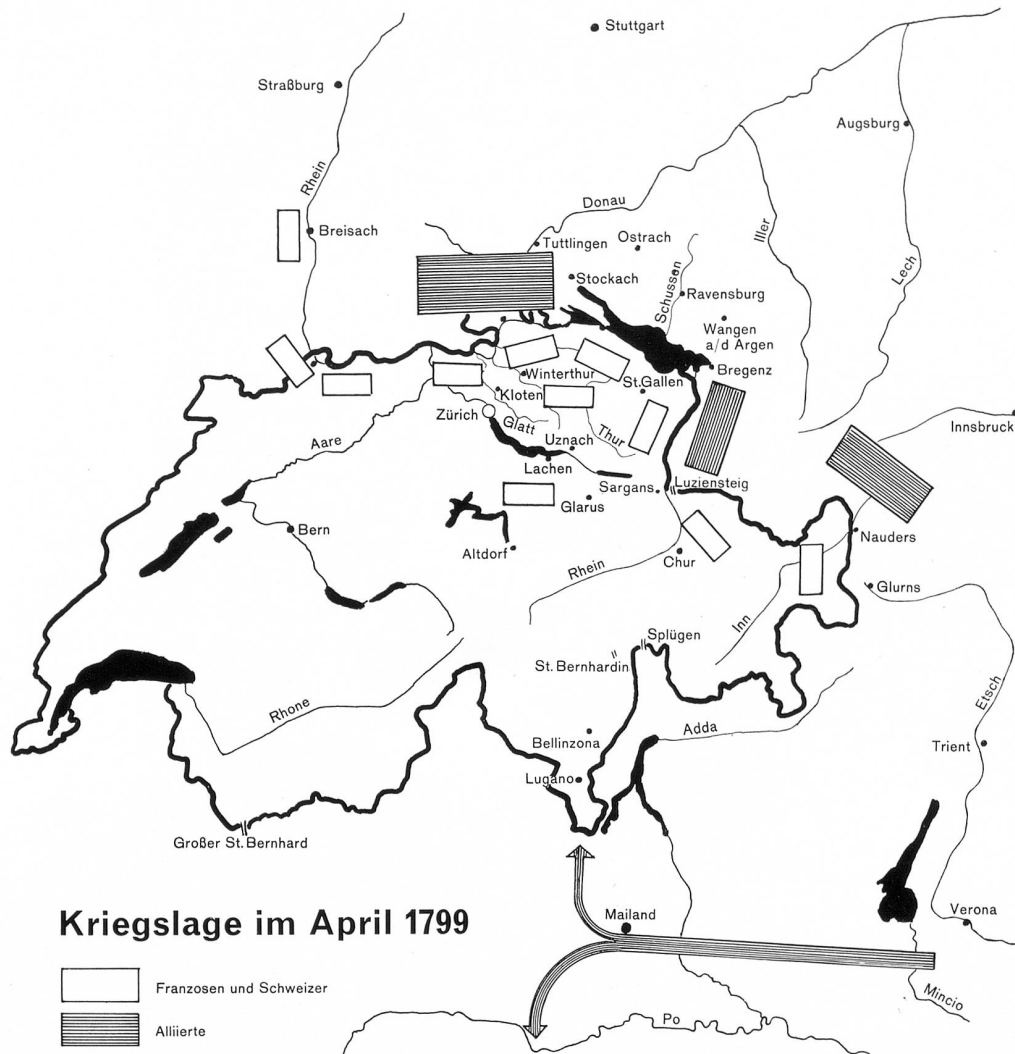 Stuttgart
Straßburg
Augsburg
Rhein
Donau
Iller
Lech
Breisach
Tuttlingen
Ostrach
Stockach
Schussen
Ravensburg
Wangen
a/d Argen
Bregenz
Winterthur
St.Gallen
Kloten
Zürich
Glatt
Thur
Innsbruck
Aare
Uznach
Lachen
Sargans
Luziensteig
Glarus
Bern
Altdorf
Nauders
Rhein
Chur
Glurns
Inn
Splügen
St.Bernhardin
Rhone
Etsch
Adda
Bellinzona
Trient
Lugano
Großer St.Bernhard
Kriegslage im April 1799
Mailand
Verona
Franzosen und Schweizer
Mincio
Po
Alliierte